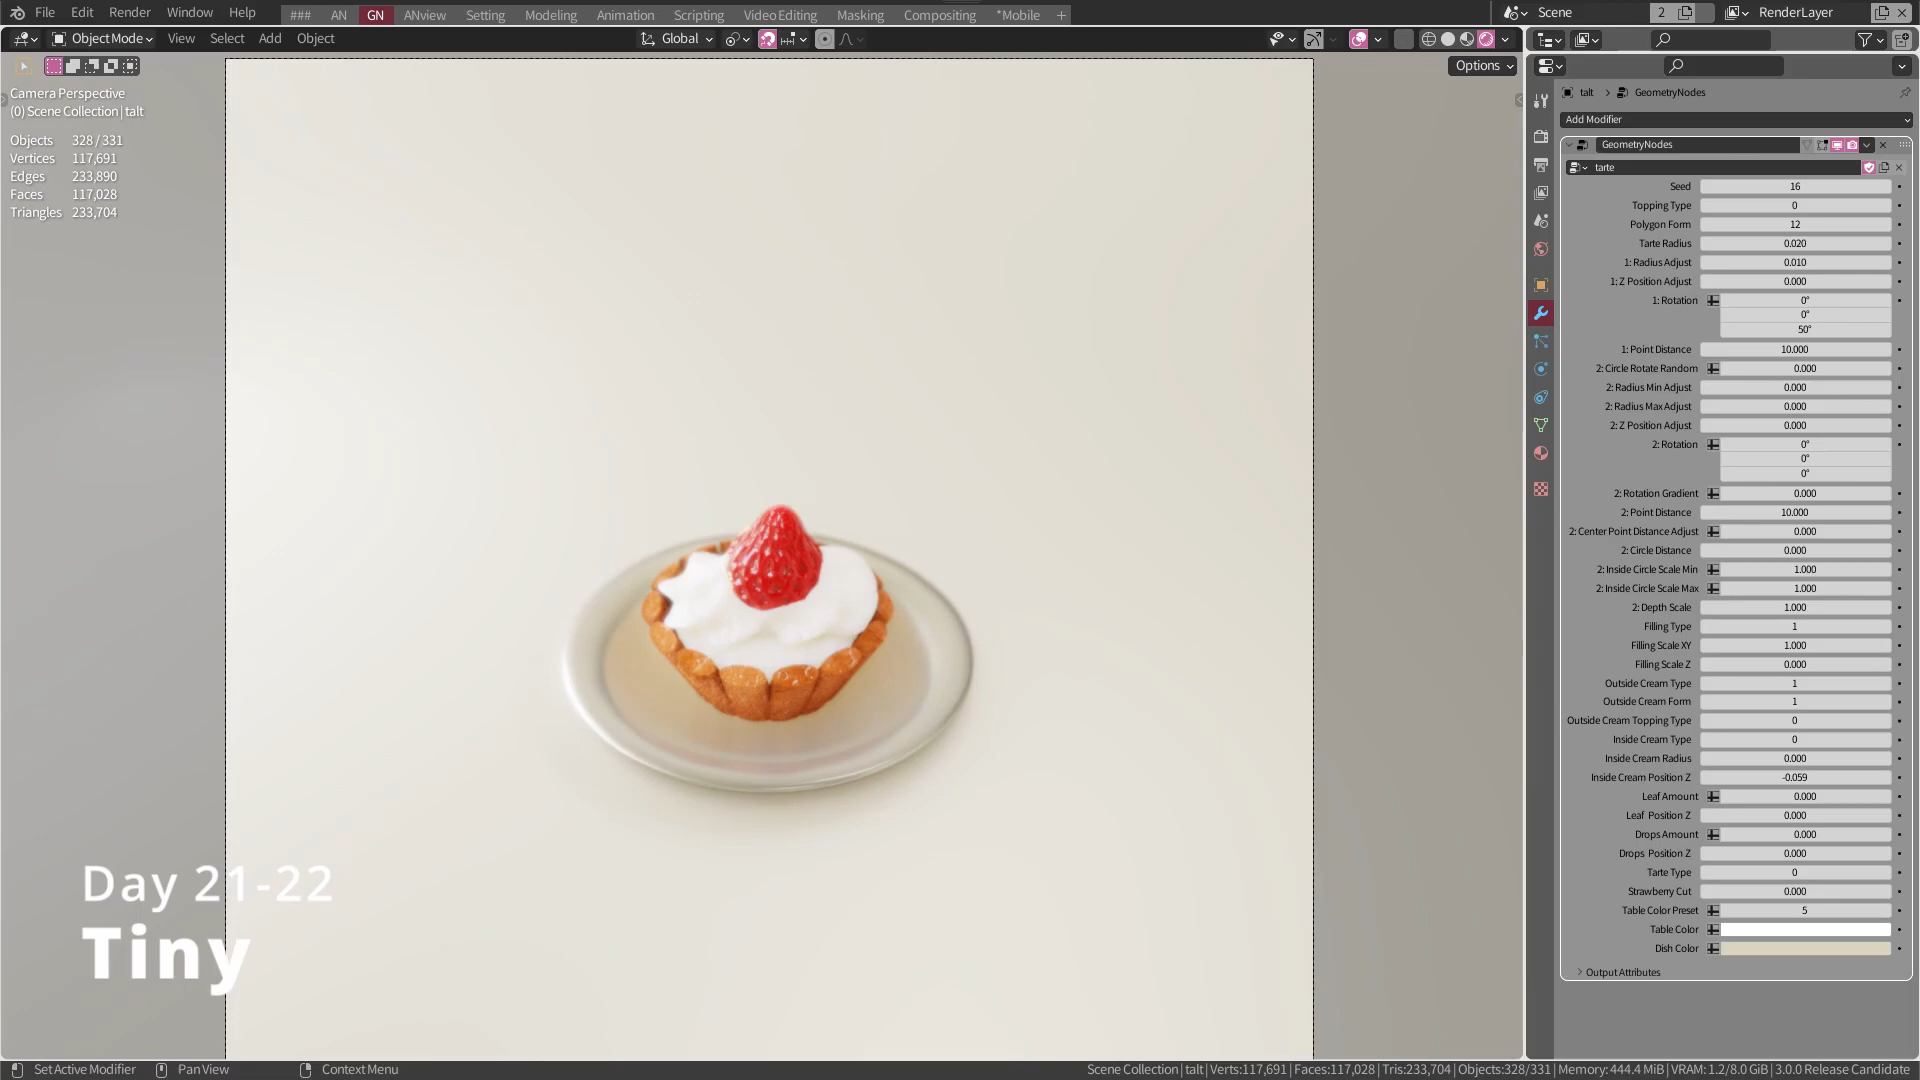 File Edit Render Window Help ### AN GN ANview Setting Modeling Animation Scripting Video Editing Masking Compositing *Mobile + Scene 2 RenderLayer
Object Mode View Select Add Object Global
Options
Camera Perspective
(0) Scene Collection | talt
Objects 328 / 331
Vertices 117,691
Edges 233,890
Faces 117,028
Triangles 233,704
Day 21-22
Tiny
talt > GeometryNodes
Add Modifier
GeometryNodes
tarte
Seed 16
Topping Type 0
Polygon Form 12
Tarte Radius 0.020
1: Radius Adjust 0.010
1: Z Position Adjust 0.000
1: Rotation 0°
0°
50°
1: Point Distance 10.000
2: Circle Rotate Random 0.000
2: Radius Min Adjust 0.000
2: Radius Max Adjust 0.000
2: Z Position Adjust 0.000
2: Rotation 0°
0°
0°
2: Rotation Gradient 0.000
2: Point Distance 10.000
2: Center Point Distance Adjust 0.000
2: Circle Distance 0.000
2: Inside Circle Scale Min 1.000
2: Inside Circle Scale Max 1.000
2: Depth Scale 1.000
Filling Type 1
Filling Scale XY 1.000
Filling Scale Z 0.000
Outside Cream Type 1
Outside Cream Form 1
Outside Cream Topping Type 0
Inside Cream Type 0
Inside Cream Radius 0.000
Inside Cream Position Z -0.059
Leaf Amount 0.000
Leaf Position Z 0.000
Drops Amount 0.000
Drops Position Z 0.000
Tarte Type 0
Strawberry Cut 0.000
Table Color Preset 5
Table Color
Dish Color
> Output Attributes
Set Active Modifier Pan View Context Menu Scene Collection | talt | Verts:117,691 | Faces:117,028 | Tris:233,704 | Objects:328/331 | Memory: 444.4 MiB | VRAM: 1.2/8.0 GiB | 3.0.0 Release Candidate